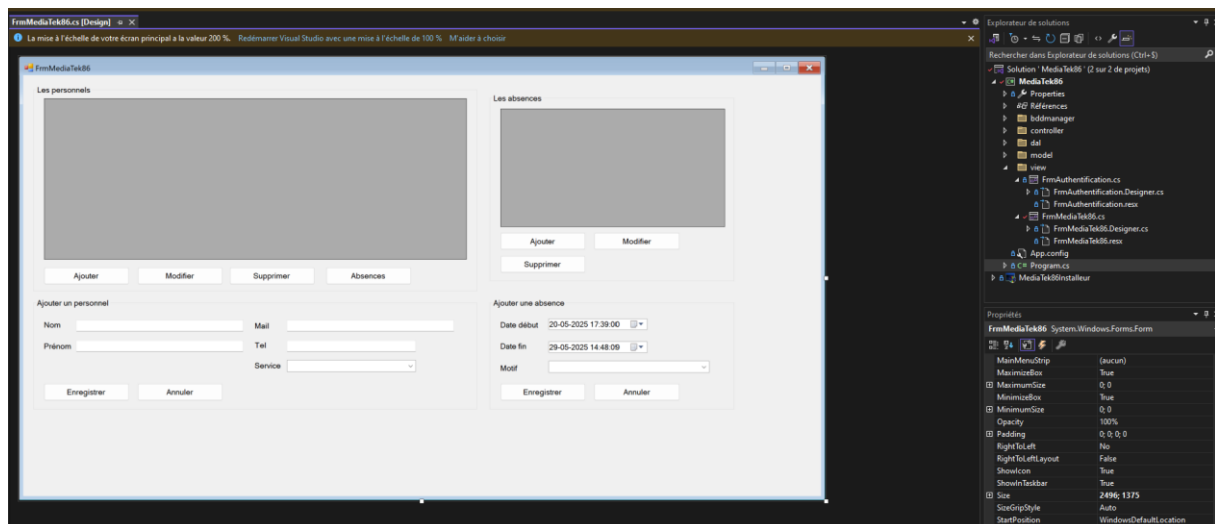 FrmMediaTek86.cs [Design]
La mise à l'échelle de votre écran principal a la valeur 200 %. Redémarrer Visual Studio avec une mise à l'échelle de 100 % M'aider à choisir
FrmMediaTek86
Les personnels
Ajouter Modifier Supprimer Absences
Les absences
Ajouter Modifier
Supprimer
Ajouter un personnel
Nom Mail
Prénom Tel
Service
Enregistrer Annuler
Ajouter une absence
Date début 20-05-2025 17:39:00
Date fin 29-05-2025 14:48:09
Motif
Enregistrer Annuler
Explorateur de solutions
Rechercher dans Explorateur de solutions (Ctrl+$)
Solution 'MediaTek86' (2 sur 2 de projets)
MediaTek86
Properties
Références
bddmanager
controller
dal
model
view
FrmAuthentification.cs
FrmAuthentification.Designer.cs
FrmAuthentification.resx
FrmMediaTek86.cs
FrmMediaTek86.Designer.cs
FrmMediaTek86.resx
App.config
C# Program.cs
MediaTek86Installeur
Propriétés
FrmMediaTek86 System.Windows.Forms.Form
MainMenuStrip (aucun)
MaximizeBox True
MaximumSize 0; 0
MinimizeBox True
MinimumSize 0; 0
Opacity 100%
Padding 0; 0; 0; 0
RightToLeft No
RightToLeftLayout False
ShowIcon True
ShowInTaskbar True
Size 2496; 1375
SizeGripStyle Auto
StartPosition WindowsDefaultLocation